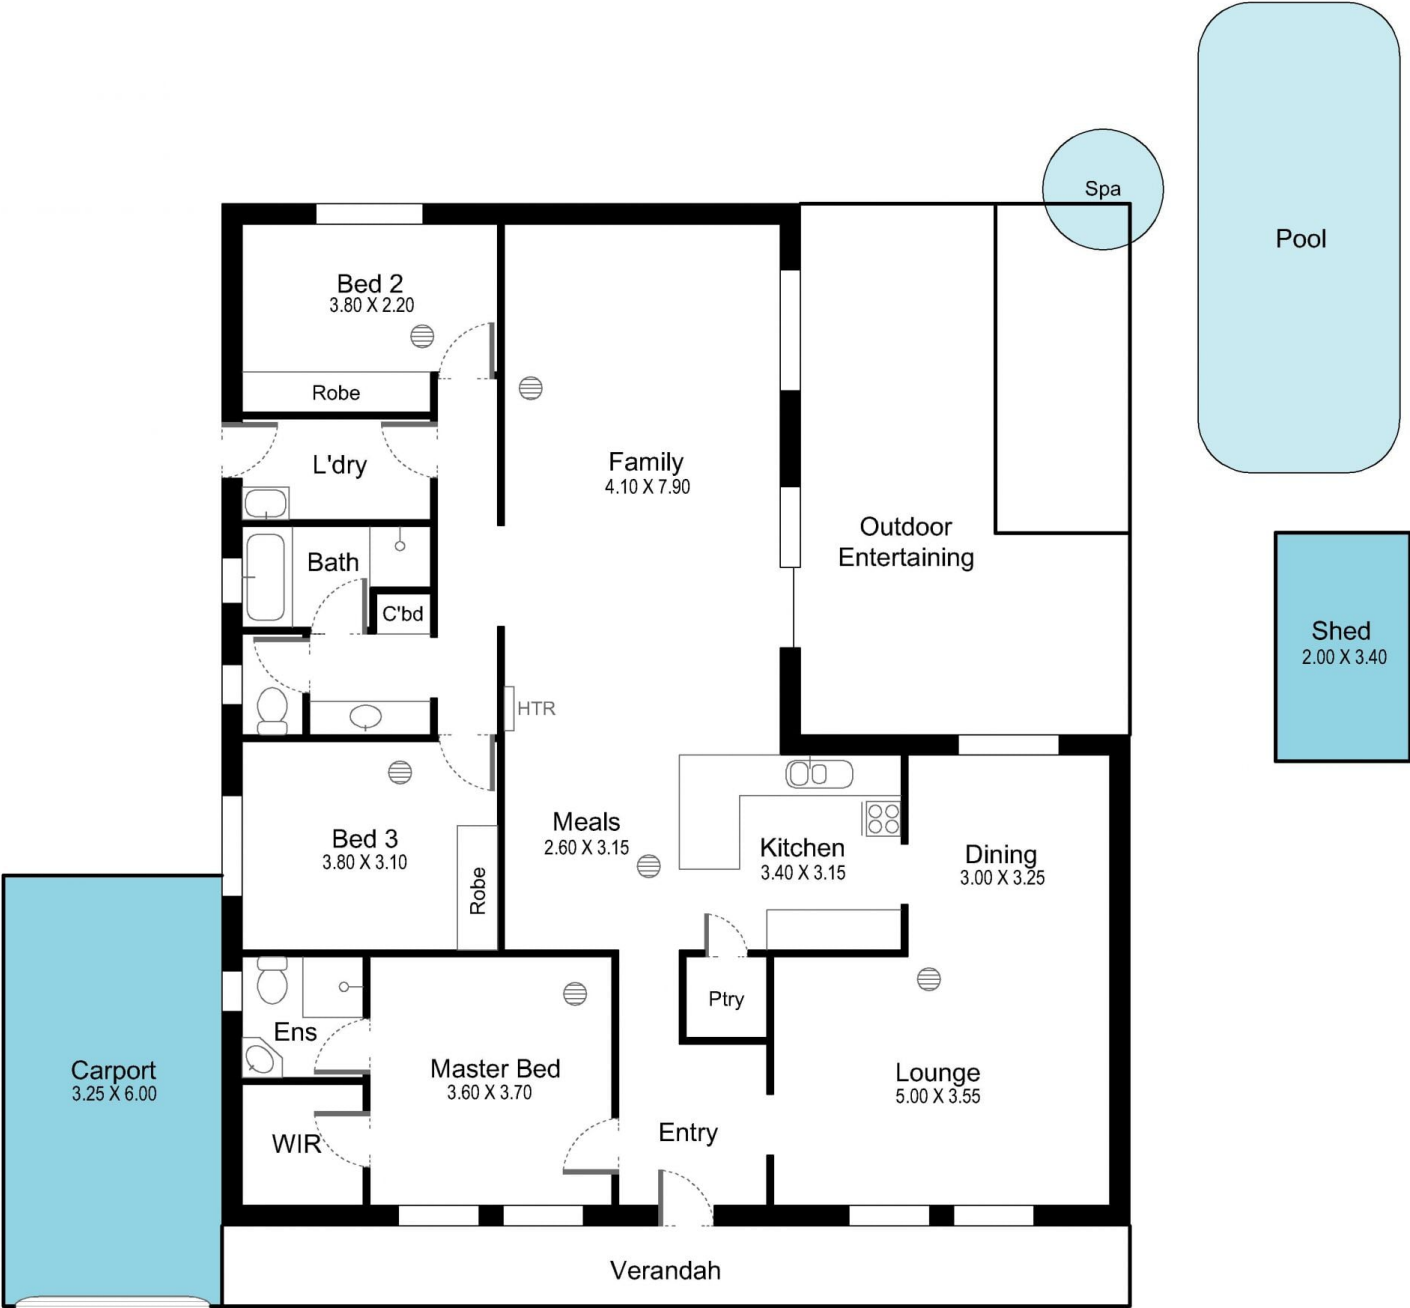 Spa
Pool
Bed 2
3.80 X 2.20
Robe
L'dry
Family
4.10 X 7.90
Outdoor
Entertaining
Bath
C'bd
Shed
2.00 X 3.40
HTR
Bed 3
3.80 X 3.10
Robe
Meals
2.60 X 3.15
Kitchen
3.40 X 3.15
Dining
3.00 X 3.25
Ptry
Ens
Carport
3.25 X 6.00
Master Bed
3.60 X 3.70
Lounge
5.00 X 3.55
WIR
Entry
Verandah